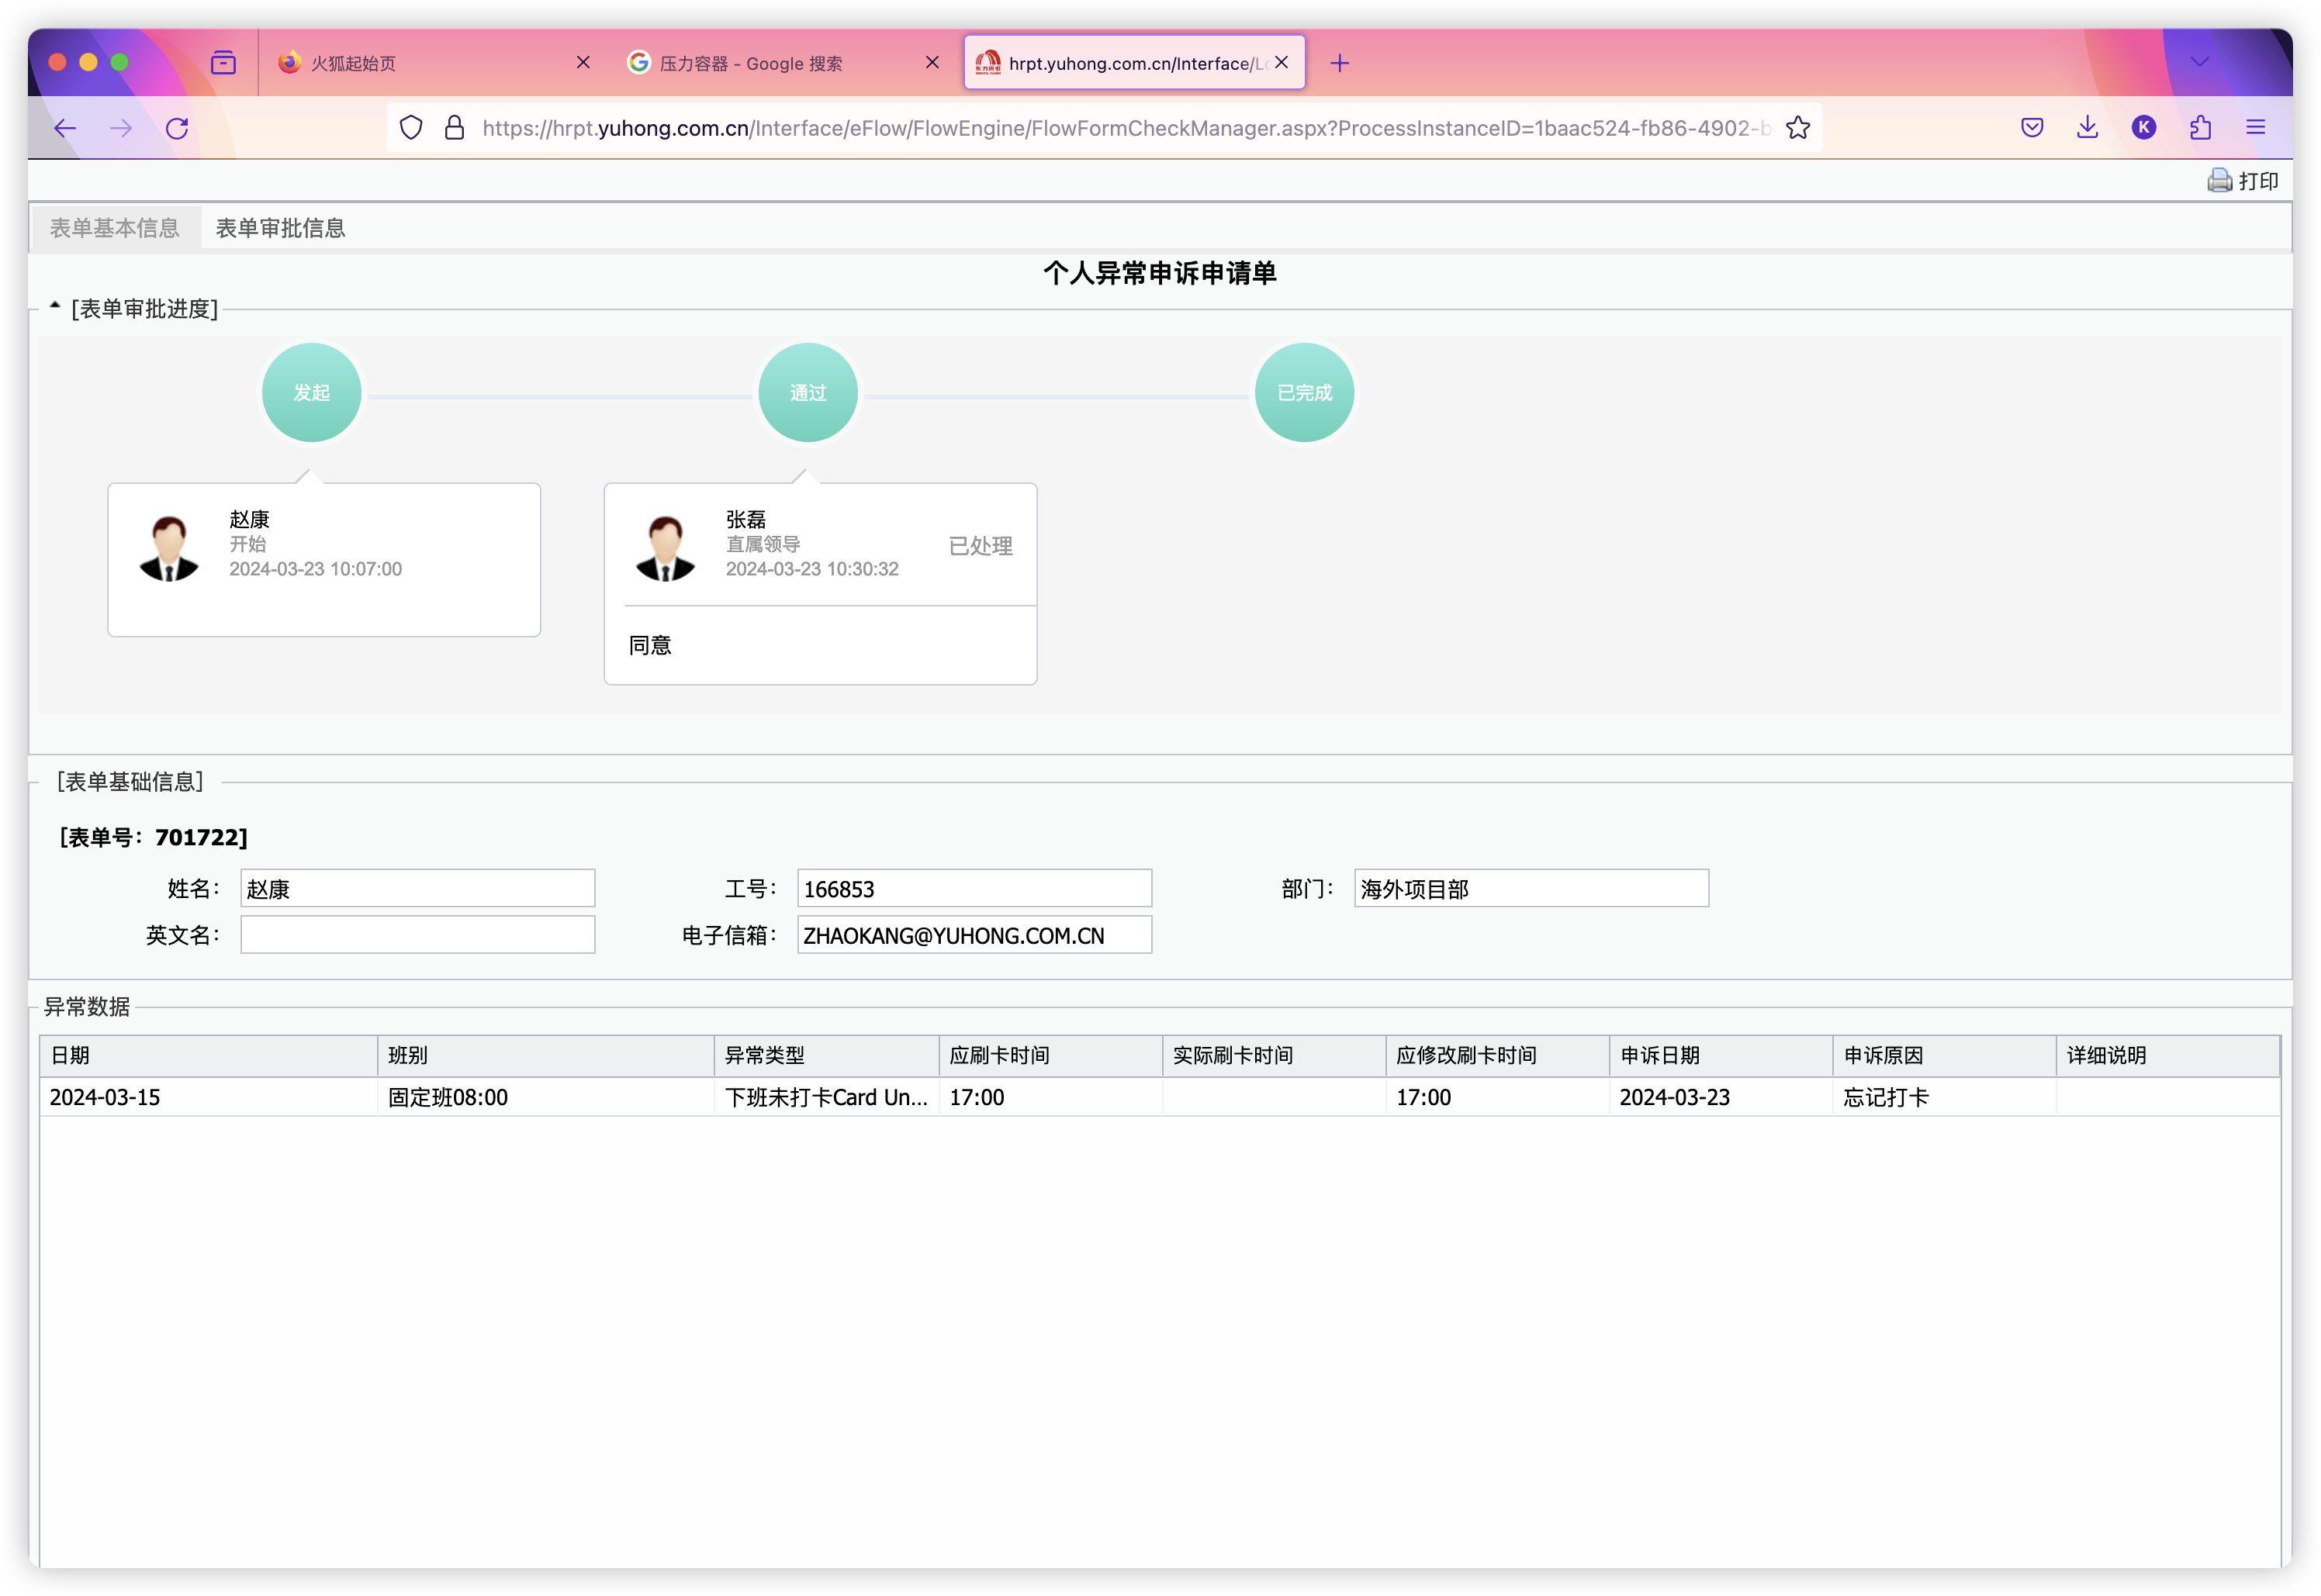 火狐起始页
压力容器 - Google 搜索
hrpt.yuhong.com.cn/Interface/Lo
https://hrpt.yuhong.com.cn/Interface/eFlow/FlowEngine/FlowFormCheckManager.aspx?ProcessInstanceID=1baac524-fb86-4902-b
K
打印
表单基本信息 表单审批信息
个人异常申诉申请单
[表单审批进度]
发起 通过 已完成
赵康
开始
2024-03-23 10:07:00
张磊
直属领导
2024-03-23 10:30:32
已处理
同意
[表单基础信息]
[表单号：701722]
姓名： 赵康 工号： 166853 部门： 海外项目部
英文名： 电子信箱： ZHAOKANG@YUHONG.COM.CN
异常数据
日期 班别 异常类型 应刷卡时间 实际刷卡时间 应修改刷卡时间 申诉日期 申诉原因 详细说明
2024-03-15 固定班08:00 下班未打卡Card Un... 17:00 17:00 2024-03-23 忘记打卡